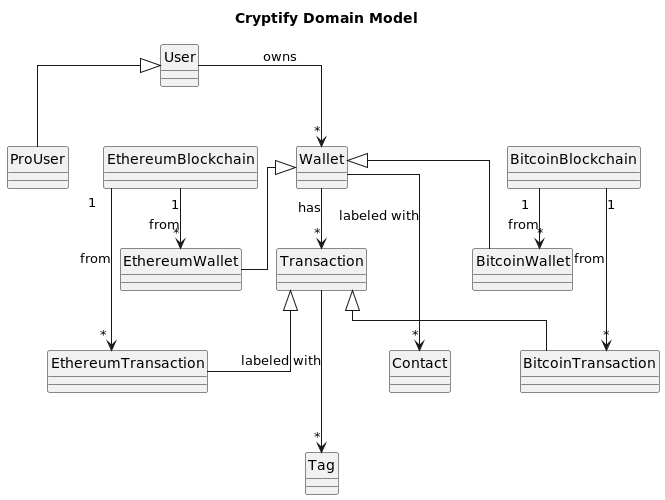 Cryptify Domain Model
User
owns
*
ProUser
EthereumBlockchain
Wallet
BitcoinBlockchain
1
1
1
1
has
labeled with
from
*
*
from
*
from
from
EthereumWallet
Transaction
BitcoinWallet
*
*
*
EthereumTransaction
labeled with
Contact
BitcoinTransaction
*
Tag